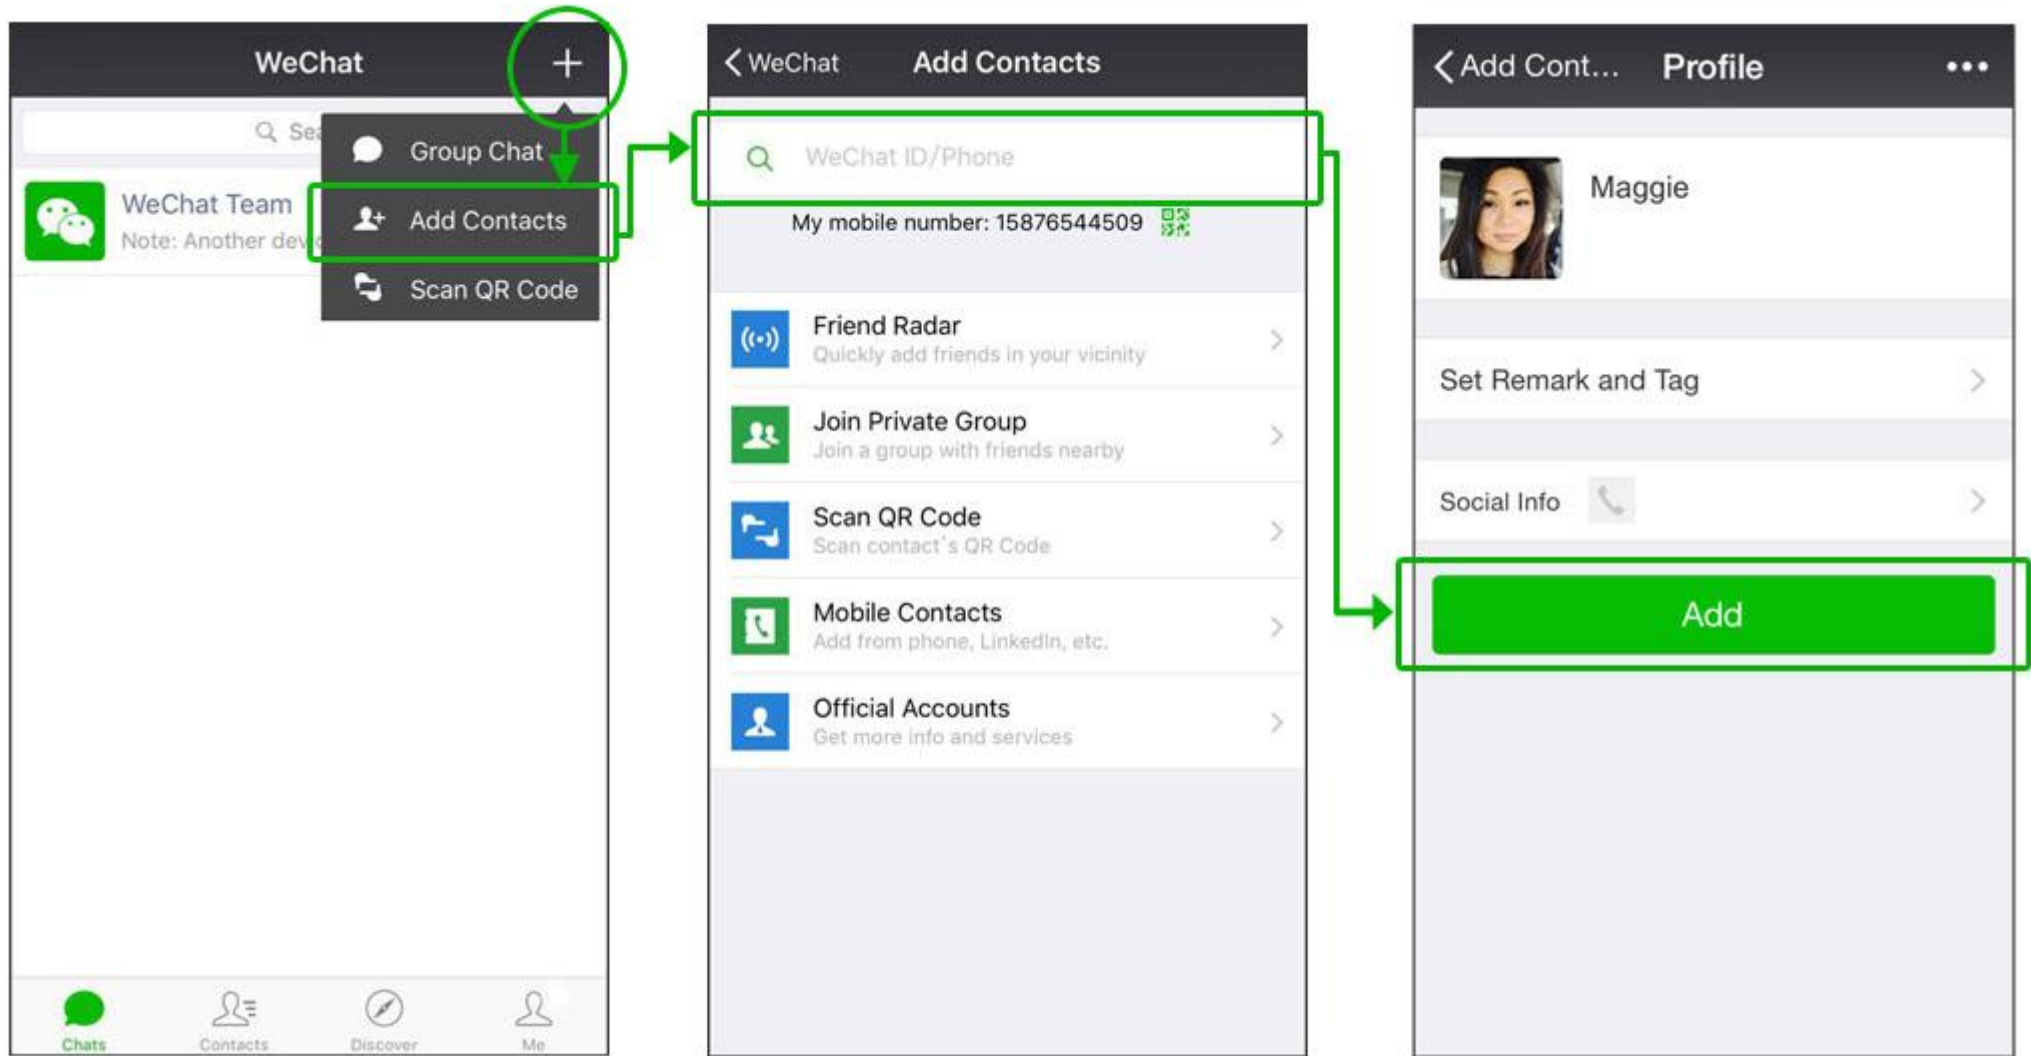 WeChat
Sea
Group Chat
WeChat Team
Note: Another devic
Add Contacts
Scan QR Code
Chats
Contacts
Discover
Me
WeChat
Add Contacts
WeChat ID/Phone
My mobile number: 15876544509
Friend Radar
Quickly add friends in your vicinity
Join Private Group
Join a group with friends nearby
Scan QR Code
Scan contact's QR Code
Mobile Contacts
Add from phone, LinkedIn, etc.
Official Accounts
Get more info and services
Add Cont...
Profile
Maggie
Set Remark and Tag
Social Info
Add